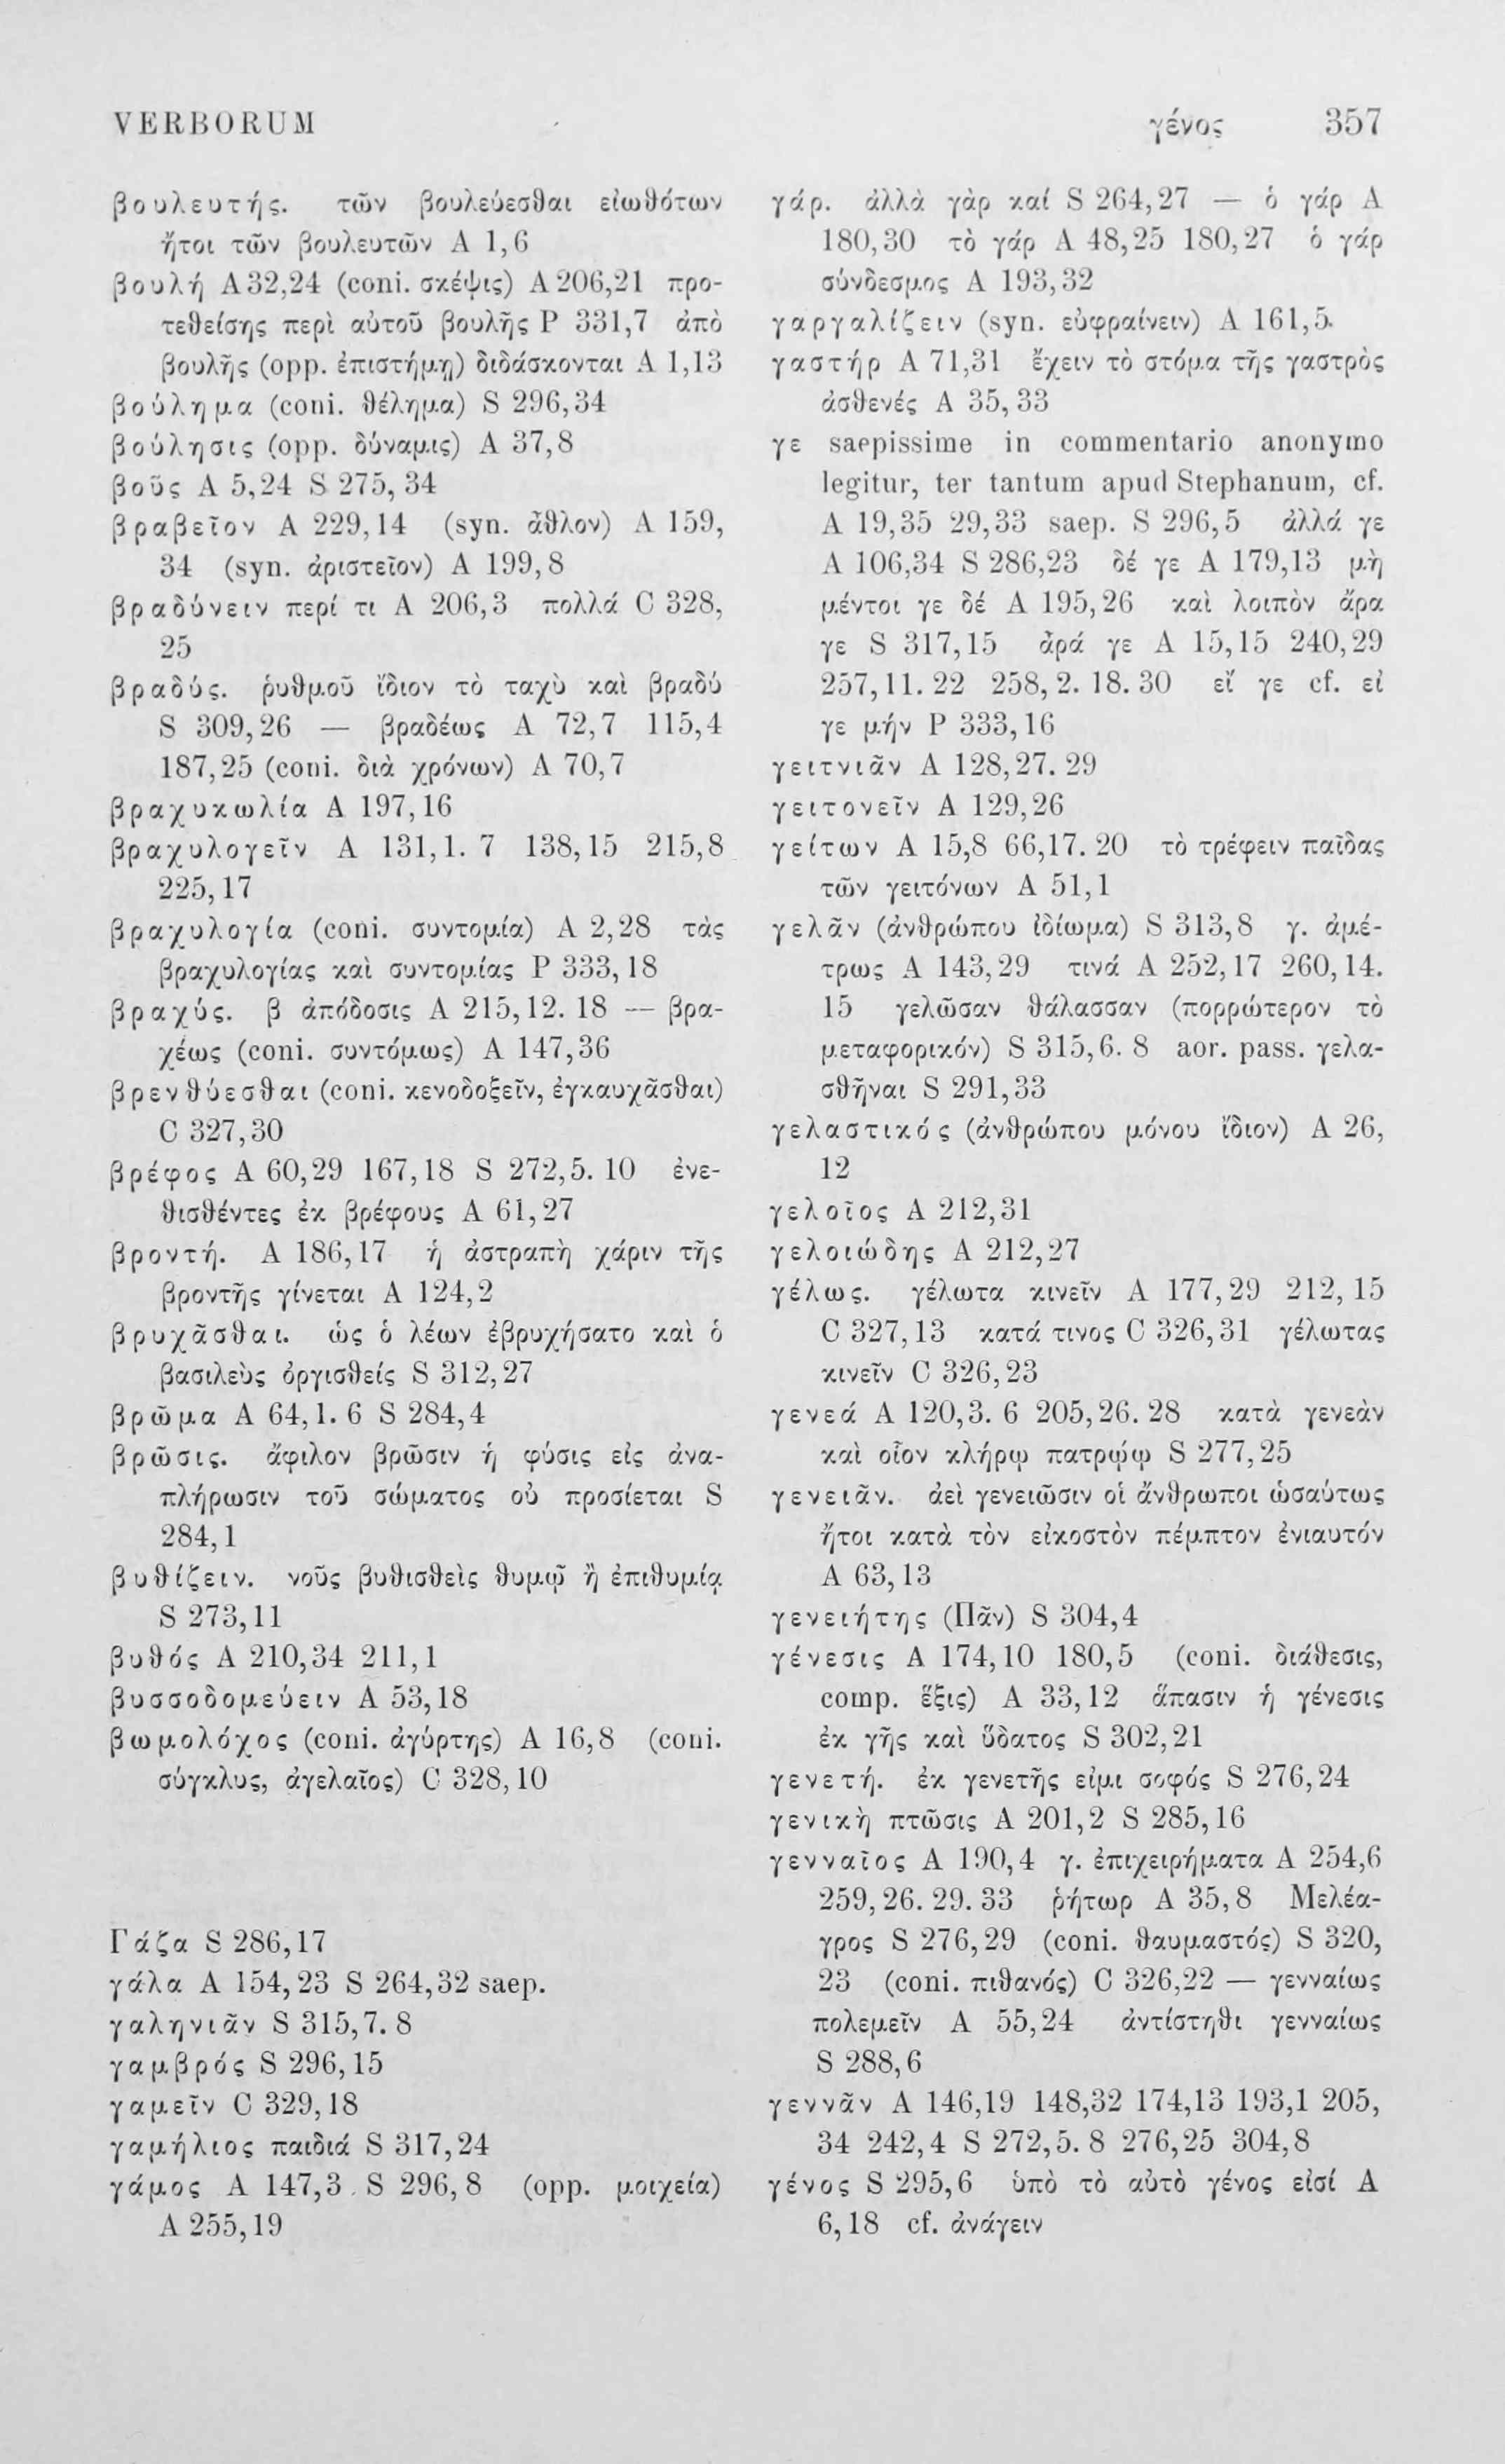 VERBORUM γένος 357
βουλευτής. τῶν βουλεύεσθαι εἰωθότων
ἤτοι τῶν βουλευτῶν A 1,6
βουλή A 32,24 (coni. σκέψις) A 206,21 προ-
τεθείσης περὶ αὐτοῦ βουλῆς P 331,7 ἀπὸ
βουλῆς (opp. ἐπιστήμῃ) διδάσκονται A 1,13
βούλημα (coni. θέλημα) S 296,34
βούλησις (opp. δύναμις) A 37,8
βοῦς A 5,24 S 275,34
βραβεῖον A 229,14 (syn. ἆθλον) A 159,
34 (syn. ἀριστεῖον) A 199,8
βραδύνειν περί τι A 206,3 πολλά C 328,
25
βραδύς. ῥυθμοῦ ἴδιον τὸ ταχὺ καὶ βραδύ
S 309,26 — βραδέως A 72,7 115,4
187,25 (coni. διὰ χρόνων) A 70,7
βραχυκωλία A 197,16
βραχυλογεῖν A 131,1. 7 138,15 215,8
225,17
βραχυλογία (coni. συντομία) A 2,28 τὰς
βραχυλογίας καὶ συντομίας P 333,18
βραχύς. β ἀπόδοσις A 215,12. 18 — βρα-
χέως (coni. συντόμως) A 147,36
βρενθύεσθαι (coni. κενοδοξεῖν, ἐγκαυχᾶσθαι)
C 327,30
βρέφος A 60,29 167,18 S 272,5. 10 ἐνε-
θισθέντες ἐκ βρέφους A 61,27
βροντή. A 186,17 ἡ ἀστραπὴ χάριν τῆς
βροντῆς γίνεται A 124,2
βρυχᾶσθαι. ὡς ὁ λέων ἐβρυχήσατο καὶ ὁ
βασιλεὺς ὀργισθείς S 312,27
βρῶμα A 64,1. 6 S 284,4
βρῶσις. ἄφιλον βρῶσιν ἡ φύσις εἰς ἀνα-
πλήρωσιν τοῦ σώματος οὐ προσίεται S
284,1
βυθίζειν. νοῦς βυθισθεὶς θυμῷ ἢ ἐπιθυμίᾳ
S 273,11
βυθός A 210,34 211,1
βυσσοδομεύειν A 53,18
βωμολόχος (coni. ἀγύρτης) A 16,8 (coni.
σύγκλυς, ἀγελαῖος) C 328,10
Γάζα S 286,17
γάλα A 154,23 S 264,32 saep.
γαληνιᾶν S 315,7. 8
γαμβρός S 296,15
γαμεῖν C 329,18
γαμήλιος παιδιά S 317,24
γάμος A 147,3 S 296,8 (opp. μοιχεία)
A 255,19
γάρ. ἀλλὰ γὰρ καί S 264,27 — ὁ γάρ A
180,30 τὸ γάρ A 48,25 180,27 ὁ γάρ
σύνδεσμος A 193,32
γαργαλίζειν (syn. εὐφραίνειν) A 161,5.
γαστήρ A 71,31 ἔχειν τὸ στόμα τῆς γαστρὸς
ἀσθενές A 35,33
γε saepissime in commentario anonymo
legitur, ter tantum apud Stephanum, cf.
A 19,35 29,33 saep. S 296,5 ἀλλά γε
A 106,34 S 286,23 δέ γε A 179,13 μὴ
μέντοι γε δέ A 195,26 καὶ λοιπὸν ἄρα
γε S 317,15 ἆρά γε A 15,15 240,29
257,11. 22 258,2. 18. 30 εἴ γε cf. εἰ
γε μήν P 333,16
γειτνιᾶν A 128,27. 29
γειτονεῖν A 129,26
γείτων A 15,8 66,17. 20 τὸ τρέφειν παῖδας
τῶν γειτόνων A 51,1
γελᾶν (ἀνθρώπου ἰδίωμα) S 313,8 γ. ἀμέ-
τρως A 143,29 τινά A 252,17 260,14.
15 γελῶσαν θάλασσαν (πορρώτερον τὸ
μεταφορικόν) S 315,6. 8 aor. pass. γελα-
σθῆναι S 291,33
γελαστικός (ἀνθρώπου μόνου ἴδιον) A 26,
12
γελοῖος A 212,31
γελοιώδης A 212,27
γέλως. γέλωτα κινεῖν A 177,29 212,15
C 327,13 κατά τινος C 326,31 γέλωτας
κινεῖν C 326,23
γενεά A 120,3. 6 205,26. 28 κατὰ γενεὰν
καὶ οἷον κλήρῳ πατρῴῳ S 277,25
γενειᾶν. ἀεὶ γενειῶσιν οἱ ἄνθρωποι ὡσαύτως
ἤτοι κατὰ τὸν εἰκοστὸν πέμπτον ἐνιαυτόν
A 63,13
γενειήτης (Πᾶν) S 304,4
γένεσις A 174,10 180,5 (coni. διάθεσις,
comp. ἕξις) A 33,12 ἅπασιν ἡ γένεσις
ἐκ γῆς καὶ ὕδατος S 302,21
γενετή. ἐκ γενετῆς εἰμι σοφός S 276,24
γενικὴ πτῶσις A 201,2 S 285,16
γενναῖος A 190,4 γ. ἐπιχειρήματα A 254,6
259,26. 29. 33 ῥήτωρ A 35,8 Μελέα-
γρος S 276,29 (coni. θαυμαστός) S 320,
23 (coni. πιθανός) C 326,22 — γενναίως
πολεμεῖν A 55,24 ἀντίστηθι γενναίως
S 288,6
γεννᾶν A 146,19 148,32 174,13 193,1 205,
34 242,4 S 272,5. 8 276,25 304,8
γένος S 295,6 ὑπὸ τὸ αὐτὸ γένος εἰσί A
6,18 cf. ἀνάγειν